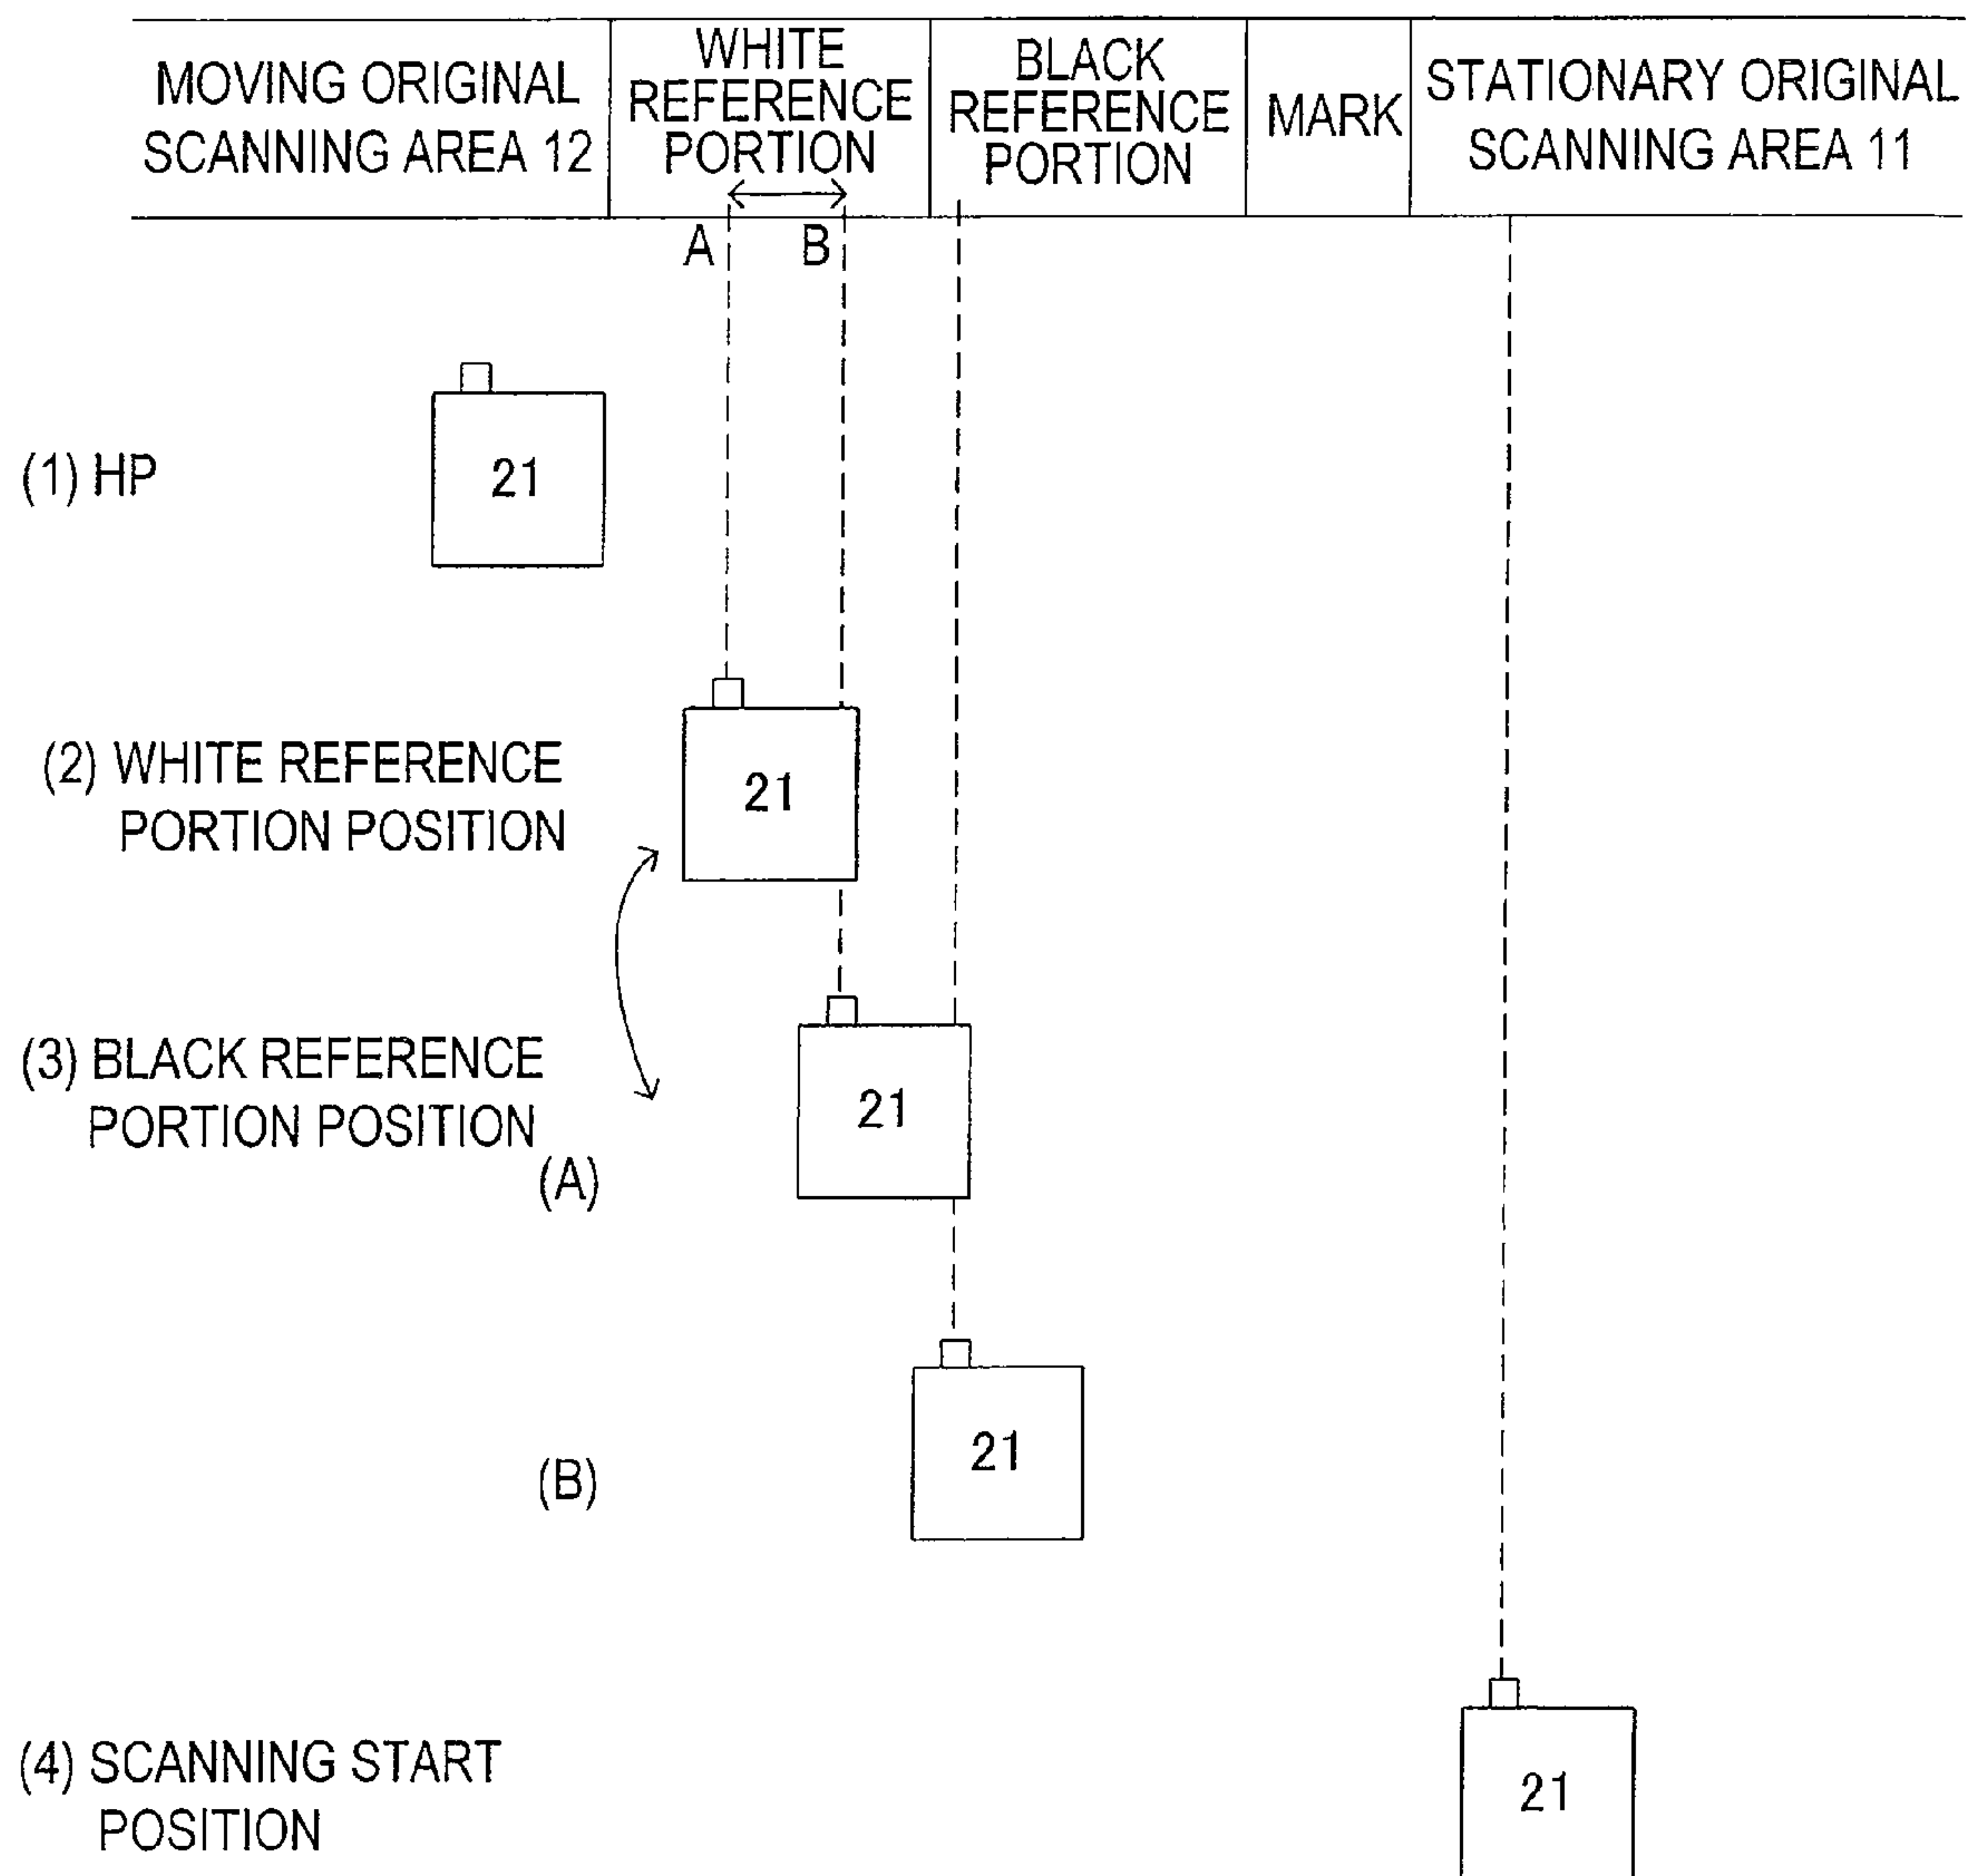 MOVING ORIGINAL
SCANNING AREA 12
WHITE
REFERENCE
PORTION
BLACK
REFERENCE
PORTION
MARK
STATIONARY ORIGINAL
SCANNING AREA 11
A
B
(1) HP
21
(2) WHITE REFERENCE
PORTION POSITION
21
(3) BLACK REFERENCE
PORTION POSITION
(A)
21
(B)
21
(4) SCANNING START
POSITION
21